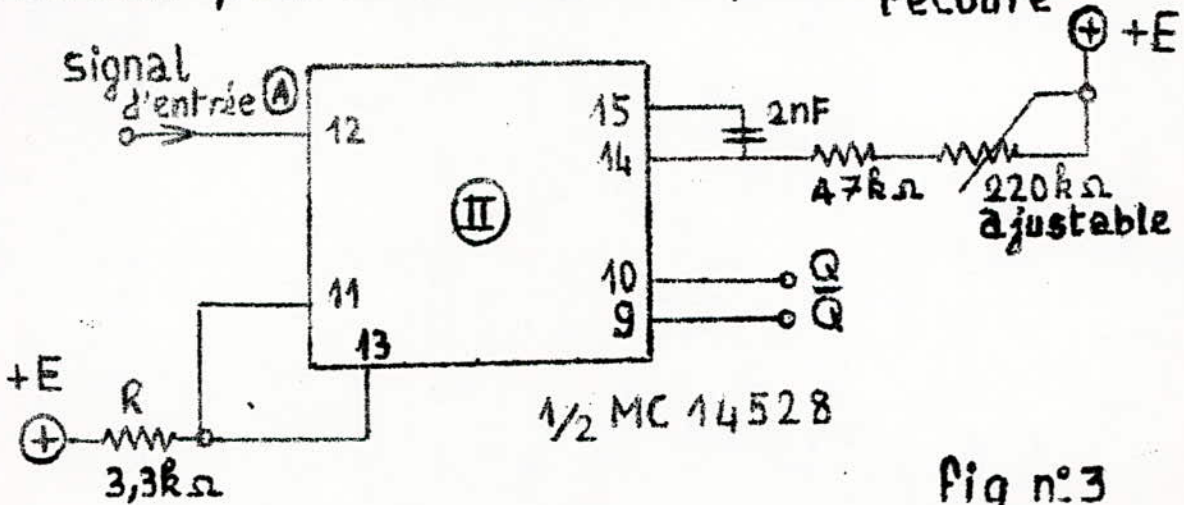 +E
signal
d'entrée Ⓐ
12
15
14
2nF
47kΩ
220kΩ
ajustable
II
11
13
10
9
Q
Q̅
+E
R
3,3kΩ
1/2 MC 14528
fig n°3